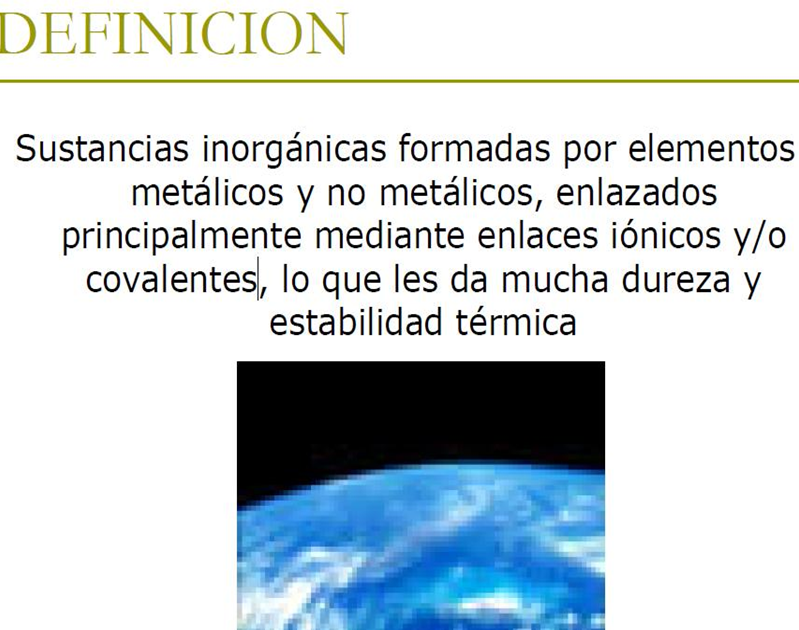 DEFINICION
Sustancias inorgánicas formadas por elementos
metálicos y no metálicos, enlazados
principalmente mediante enlaces iónicos y/o
covalentes, lo que les da mucha dureza y
estabilidad térmica